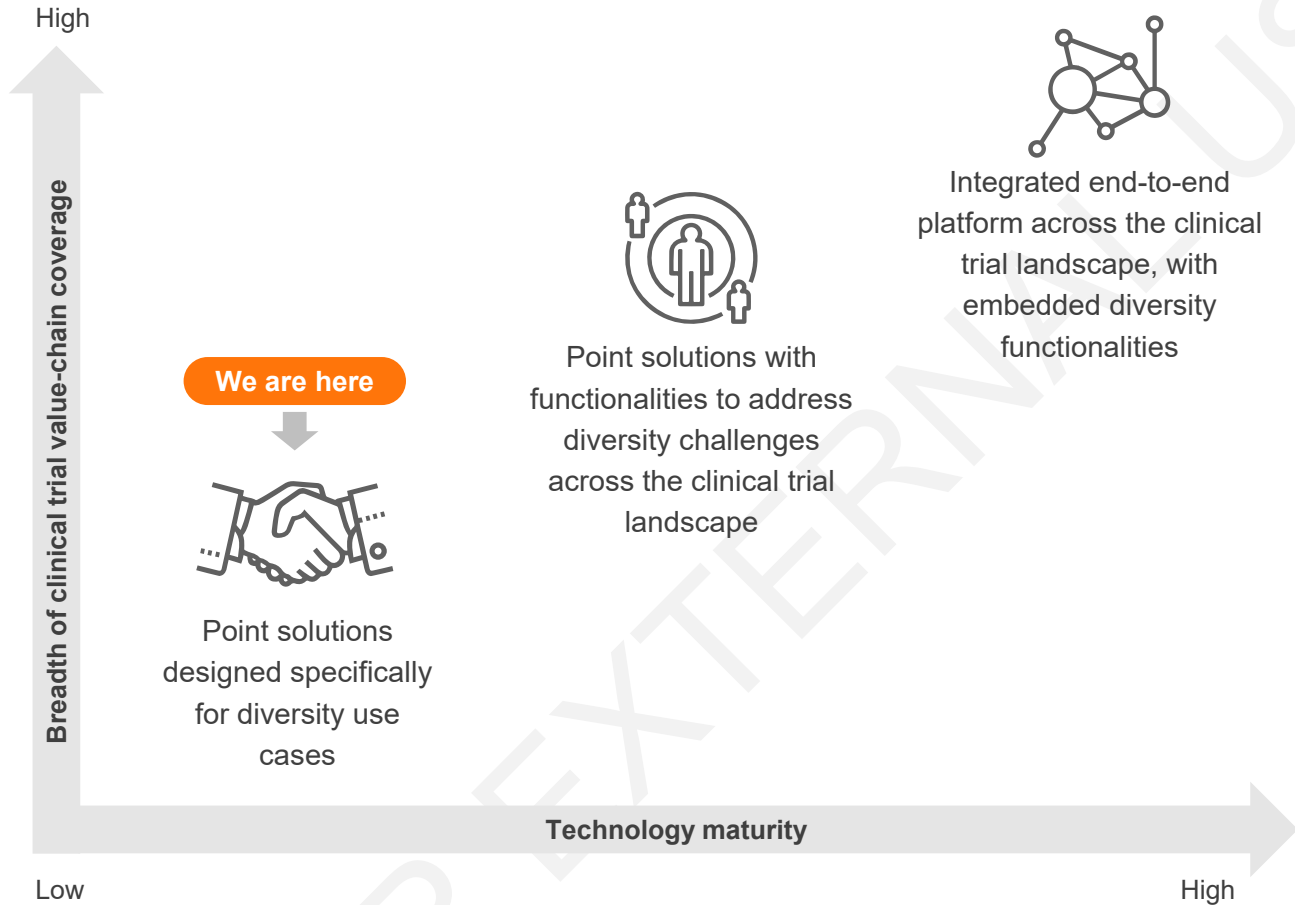 High
Breadth of clinical trial value-chain coverage
Integrated end-to-end
platform across the clinical
trial landscape, with
embedded diversity
functionalities
Point solutions with
functionalities to address
diversity challenges
across the clinical trial
landscape
We are here
Point solutions
designed specifically
for diversity use
cases
Technology maturity
Low
High
EXTERNAL